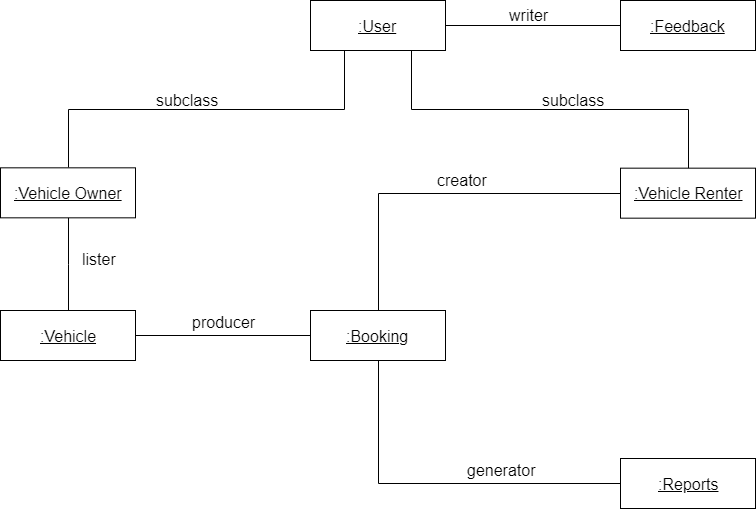 :User
writer
:Feedback
subclass
subclass
:Vehicle Owner
creator
:Vehicle Renter
lister
:Vehicle
producer
:Booking
generator
:Reports